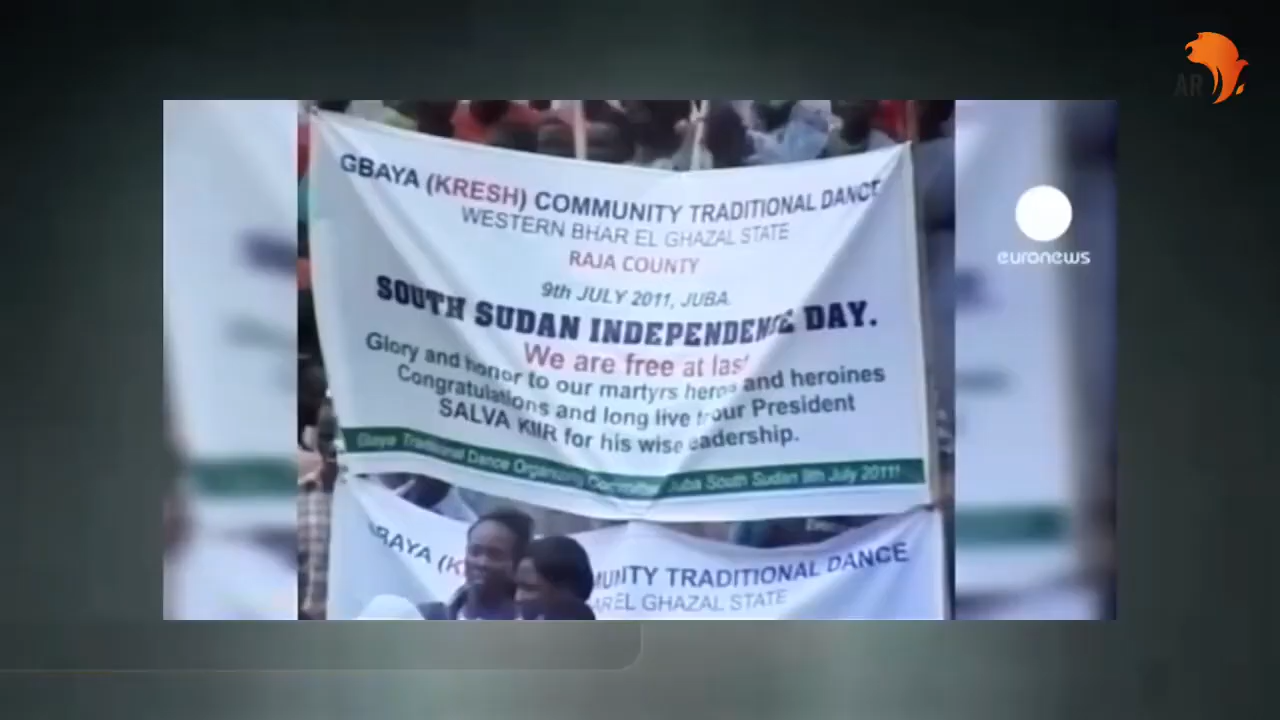 AR
euronews
GBAYA (KRESH) COMMUNITY TRADITIONAL DANCE
WESTERN BHAR EL GHAZAL STATE
RAJA COUNTY
9th JULY 2011, JUBA.
SOUTH SUDAN INDEPENDENCE DAY.
We are free at last
Glory and honor to our martyrs heros and heroines
Congratulations and long live to our President
SALVA KIIR for his wise leadership.
Gbaya Traditional Dance Organizing Committee Juba South Sudan 9th July 2011!
UNITY TRADITIONAL DANCE
EL GHAZAL STATE